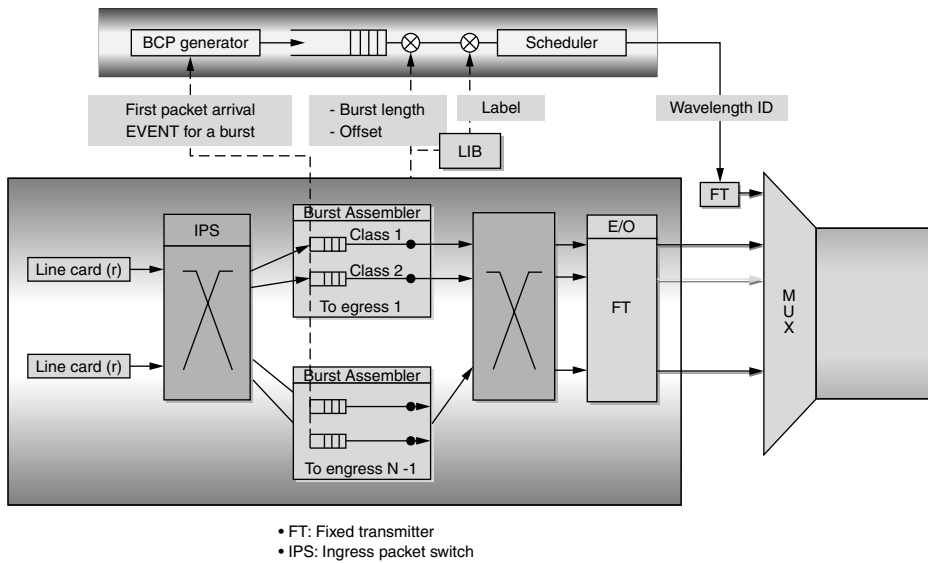 BCP generator
Scheduler
First packet arrival
EVENT for a burst
- Burst length
- Offset
Label
Wavelength ID
LIB
FT
IPS
Burst Assembler
Class 1
Class 2
To egress 1
E/O
FT
Line card (r)
Line card (r)
Burst Assembler
To engress N -1
M
U
X
• FT: Fixed transmitter
• IPS: Ingress packet switch